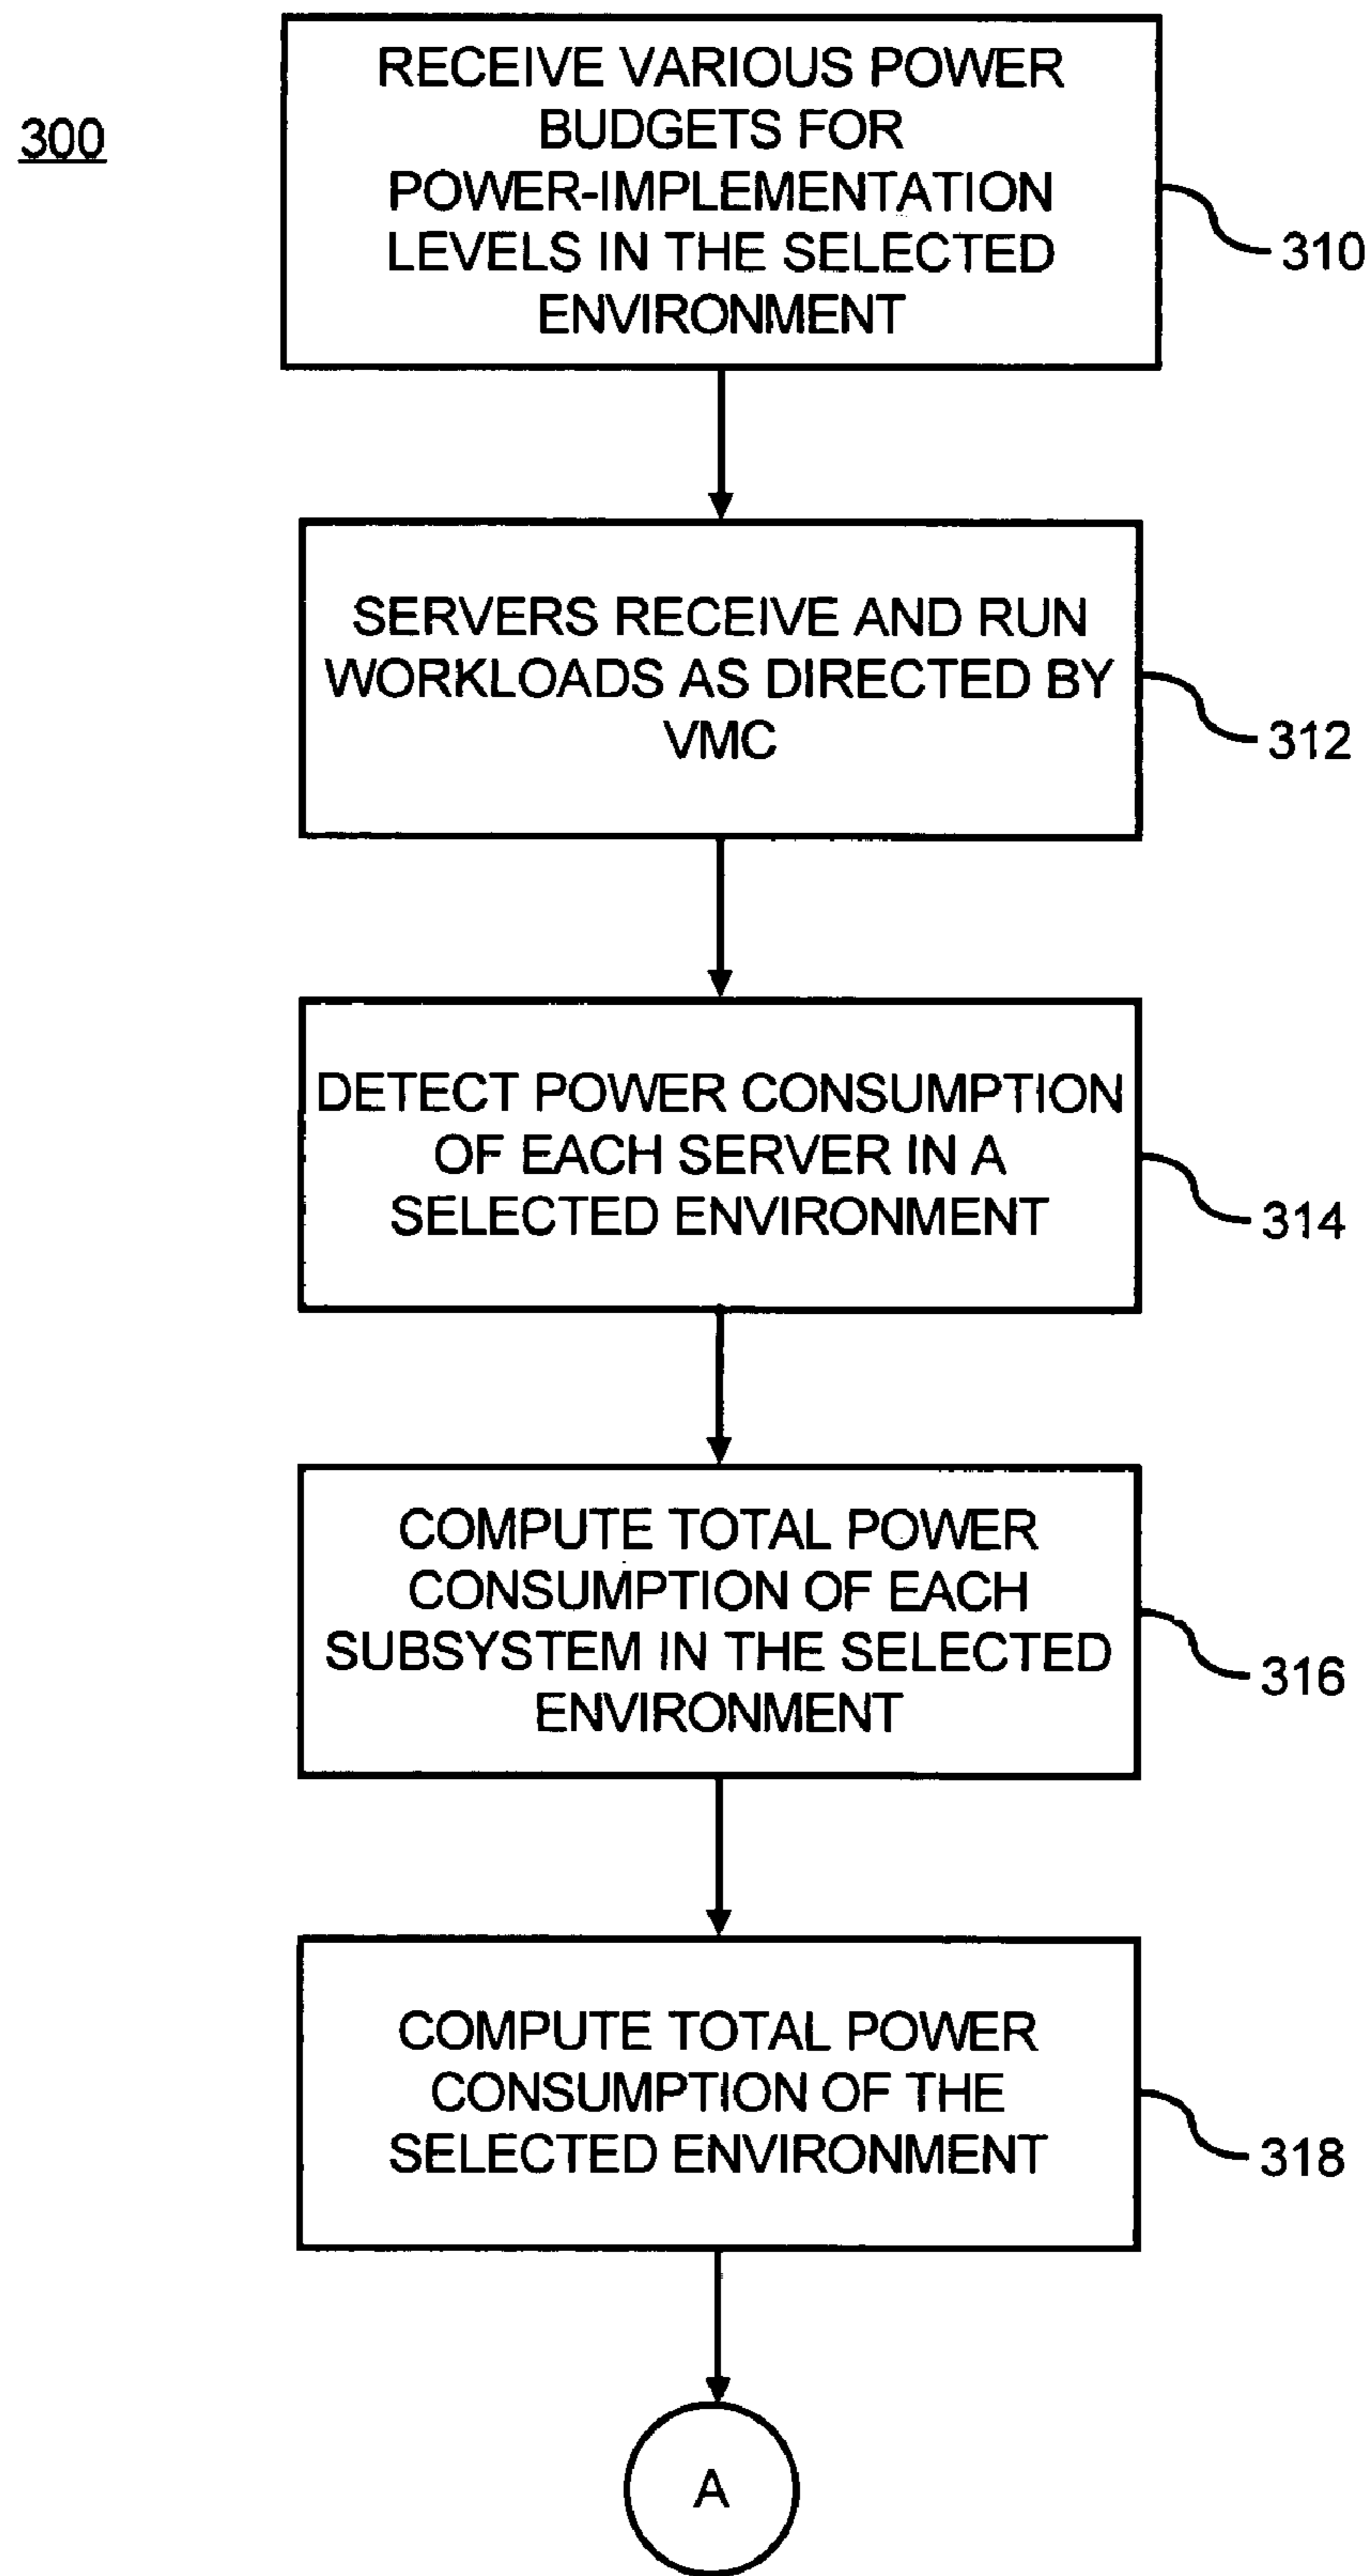 300
RECEIVE VARIOUS POWER
BUDGETS FOR
POWER-IMPLEMENTATION
LEVELS IN THE SELECTED
ENVIRONMENT
310
SERVERS RECEIVE AND RUN
WORKLOADS AS DIRECTED BY
VMC
312
DETECT POWER CONSUMPTION
OF EACH SERVER IN A
SELECTED ENVIRONMENT
314
COMPUTE TOTAL POWER
CONSUMPTION OF EACH
SUBSYSTEM IN THE SELECTED
ENVIRONMENT
316
COMPUTE TOTAL POWER
CONSUMPTION OF THE
SELECTED ENVIRONMENT
318
A